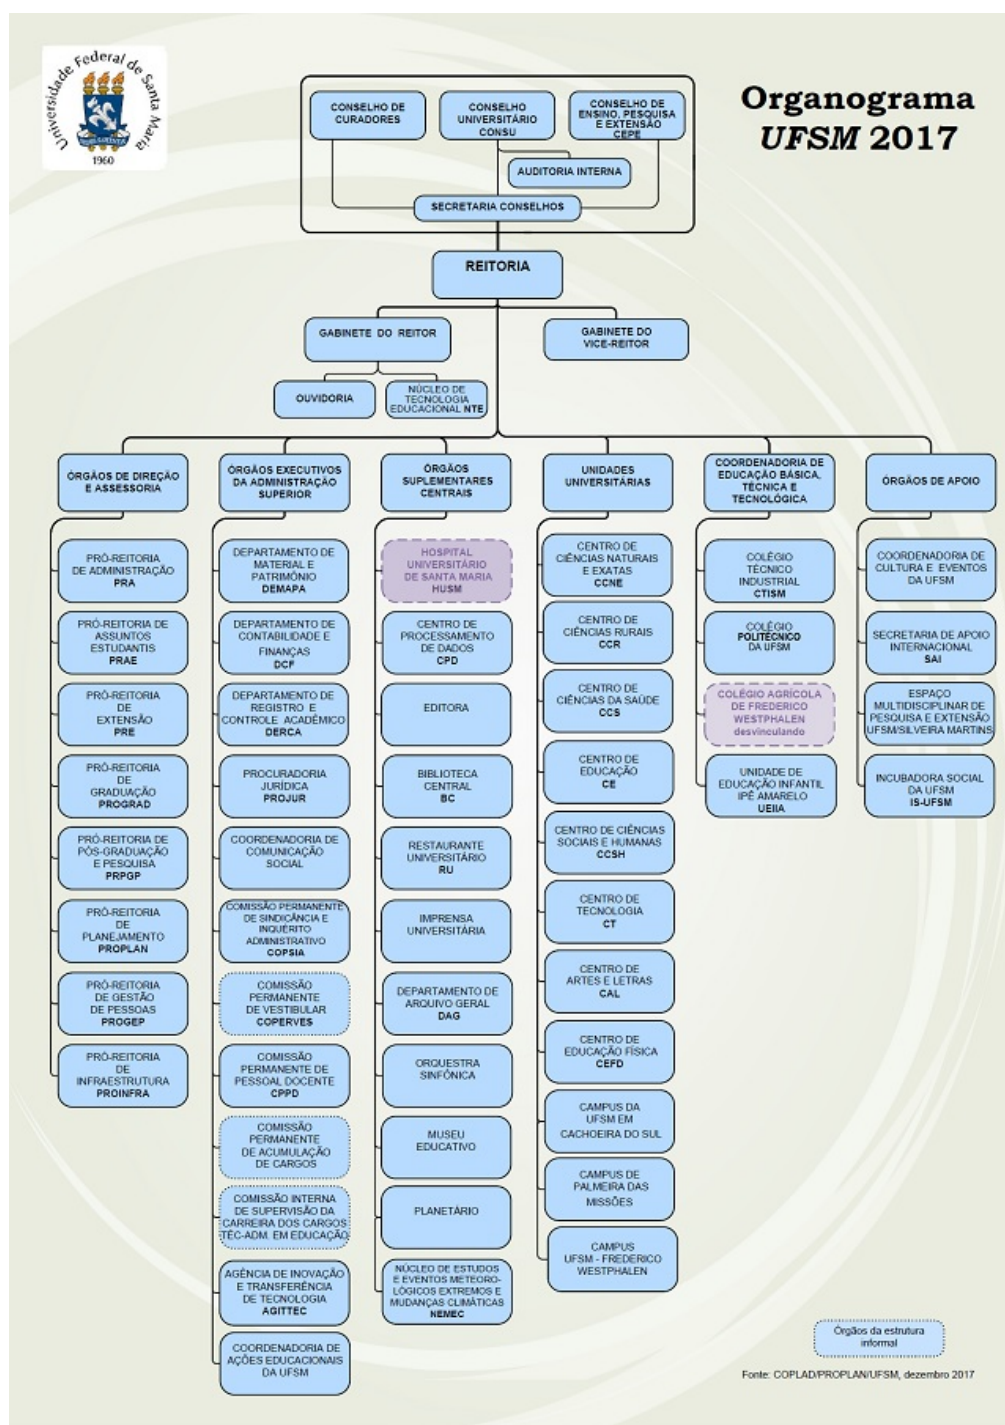 Universidade Federal de Santa Maria
1960
Organograma
UFSM 2017
CONSELHO DE
CURADORES
CONSELHO
UNIVERSITÁRIO
CONSU
CONSELHO DE
ENSINO, PESQUISA
E EXTENSÃO
CEPE
AUDITORIA INTERNA
SECRETARIA CONSELHOS
REITORIA
GABINETE DO REITOR
GABINETE DO
VICE-REITOR
OUVIDORIA
NÚCLEO DE
TECNOLOGIA
EDUCACIONAL NTE
ÓRGÃOS DE DIREÇÃO
E ASSESSORIA
PRÓ-REITORIA
DE ADMINISTRAÇÃO
PRA
PRÓ-REITORIA DE
ASSUNTOS
ESTUDANTIS
PRAE
PRÓ-REITORIA
DE
EXTENSÃO
PRE
PRÓ-REITORIA
DE
GRADUAÇÃO
PROGRAD
PRÓ-REITORIA DE
PÓS-GRADUAÇÃO
E PESQUISA
PRPGP
PRÓ-REITORIA
DE
PLANEJAMENTO
PROPLAN
PRÓ-REITORIA
DE GESTÃO
DE PESSOAS
PROGEP
PRÓ-REITORIA
DE
INFRAESTRUTURA
PROINFRA
ÓRGÃOS EXECUTIVOS
DA ADMINISTRAÇÃO
SUPERIOR
DEPARTAMENTO DE
MATERIAL E
PATRIMÔNIO
DEMAPA
DEPARTAMENTO DE
CONTABILIDADE E
FINANÇAS
DCF
DEPARTAMENTO DE
REGISTRO E
CONTROLE ACADÊMICO
DERCA
PROCURADORIA
JURÍDICA
PROJUR
COORDENADORIA DE
COMUNICAÇÃO
SOCIAL
COMISSÃO PERMANENTE
DE SINDICÂNCIA E
INQUÉRITO
ADMINISTRATIVO
COPSIA
COMISSÃO
PERMANENTE
DE VESTIBULAR
COPERVES
COMISSÃO
PERMANENTE DE
PESSOAL DOCENTE
CPPD
COMISSÃO
PERMANENTE
DE ACUMULAÇÃO
DE CARGOS
COMISSÃO INTERNA
DE SUPERVISÃO DA
CARREIRA DOS CARGOS
TÉC-ADM. EM EDUCAÇÃO
AGÊNCIA DE INOVAÇÃO
E TRANSFERÊNCIA
DE TECNOLOGIA
AGITTEC
COORDENADORIA DE
AÇÕES EDUCACIONAIS
DA UFSM
ÓRGÃOS
SUPLEMENTARES
CENTRAIS
HOSPITAL
UNIVERSITÁRIO
DE SANTA MARIA
HUSM
CENTRO DE
PROCESSAMENTO
DE DADOS
CPD
EDITORA
BIBLIOTECA
CENTRAL
BC
RESTAURANTE
UNIVERSITÁRIO
RU
IMPRENSA
UNIVERSITÁRIA
DEPARTAMENTO DE
ARQUIVO GERAL
DAG
ORQUESTRA
SINFÔNICA
MUSEU
EDUCATIVO
PLANETÁRIO
NÚCLEO DE ESTUDOS
E EVENTOS METEORO-
LÓGICOS EXTREMOS E
MUDANÇAS CLIMÁTICAS
NEMEC
UNIDADES
UNIVERSITÁRIAS
CENTRO DE
CIÊNCIAS NATURAIS
E EXATAS
CCNE
CENTRO DE
CIÊNCIAS RURAIS
CCR
CENTRO DE
CIÊNCIAS DA SAÚDE
CCS
CENTRO DE
EDUCAÇÃO
CE
CENTRO DE CIÊNCIAS
SOCIAIS E HUMANAS
CCSH
CENTRO DE
TECNOLOGIA
CT
CENTRO DE
ARTES E LETRAS
CAL
CENTRO DE
EDUCAÇÃO FÍSICA
CEFD
CAMPUS DA
UFSM EM
CACHOEIRA DO SUL
CAMPUS DE
PALMEIRA DAS
MISSÕES
CAMPUS
UFSM - FREDERICO
WESTPHALEN
COORDENADORIA DE
EDUCAÇÃO BÁSICA,
TÉCNICA E
TECNOLÓGICA
COLÉGIO
TÉCNICO
INDUSTRIAL
CTISM
COLÉGIO
POLITÉCNICO
DA UFSM
COLÉGIO AGRÍCOLA
DE FREDERICO
WESTPHALEN
desvinculando
UNIDADE DE
EDUCAÇÃO INFANTIL
IPÊ AMARELO
UEIIA
ÓRGÃOS DE APOIO
COORDENADORIA DE
CULTURA E EVENTOS
DA UFSM
SECRETARIA DE APOIO
INTERNACIONAL
SAI
ESPAÇO
MULTIDISCIPLINAR DE
PESQUISA E EXTENSÃO
UFSM/SILVEIRA MARTINS
INCUBADORA SOCIAL
DA UFSM
IS-UFSM
Órgãos da estrutura
informal
Fonte: COPLAD/PROPLAN/UFSM, dezembro 2017